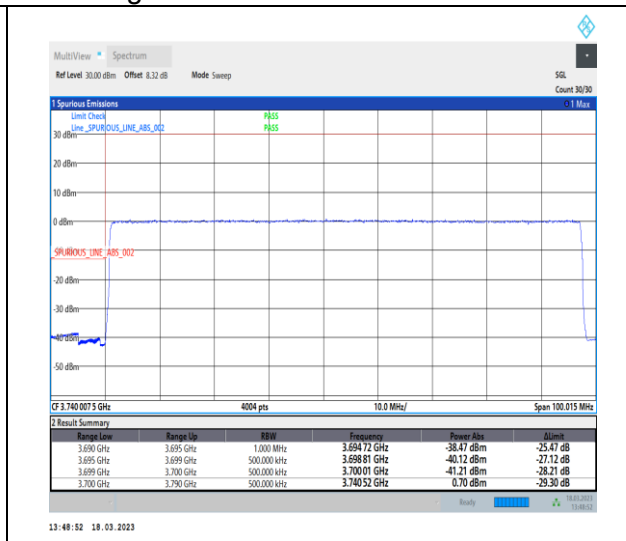 MultiView Spectrum
Ref Level 30.00 dBm Offset 8.32 dB Mode Sweep SGL
Count 30/30
1 Spurious Emissions 1 Max
Limit Check PASS
Line _SPURIOUS_LINE_ABS_002 PASS
30 dBm
20 dBm
10 dBm
0 dBm
_SPURIOUS_LINE_ABS_002
-20 dBm
-30 dBm
-40 dBm
-50 dBm
CF 3.740 007 5 GHz 4004 pts 10.0 MHz/ Span 100.015 MHz
2 Result Summary
Range Low Range Up RBW Frequency Power Abs ΔLimit
3.690 GHz 3.695 GHz 1.000 MHz 3.694 72 GHz -38.47 dBm -25.47 dB
3.695 GHz 3.699 GHz 500.000 kHz 3.698 81 GHz -40.12 dBm -27.12 dB
3.699 GHz 3.700 GHz 500.000 kHz 3.700 01 GHz -41.21 dBm -28.21 dB
3.700 GHz 3.790 GHz 500.000 kHz 3.740 52 GHz 0.70 dBm -29.30 dB
Ready 18.03.2023
13:48:52
13:48:52 18.03.2023